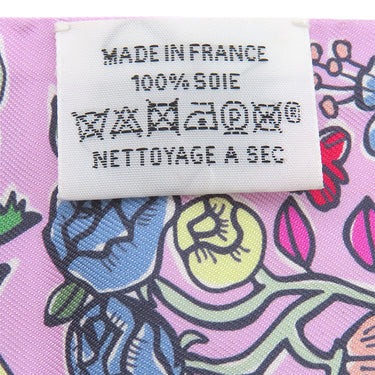 MADE IN FRANCE
100% SOIE
P
NETTOYAGE A SEC